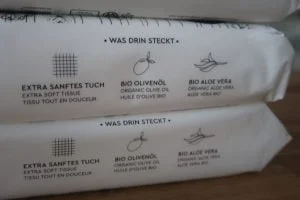 • WAS DRIN STECKT •
EXTRA SANFTES TUCH
EXTRA SOFT TISSUE
TISSU TOUT EN DOUCEUR
BIO OLIVENÖL
ORGANIC OLIVE OIL
HUILE D'OLIVE BIO
BIO ALOE VERA
ORGANIC ALOE VERA
ALOE VERA BIO
• WAS DRIN STECKT •
EXTRA SANFTES TUCH
EXTRA SOFT TISSUE
TISSU TOUT EN DOUCEUR
BIO OLIVENÖL
ORGANIC OLIVE OIL
HUILE D'OLIVE BIO
BIO ALOE VERA
ORGANIC ALOE VERA
ALOE VERA BIO